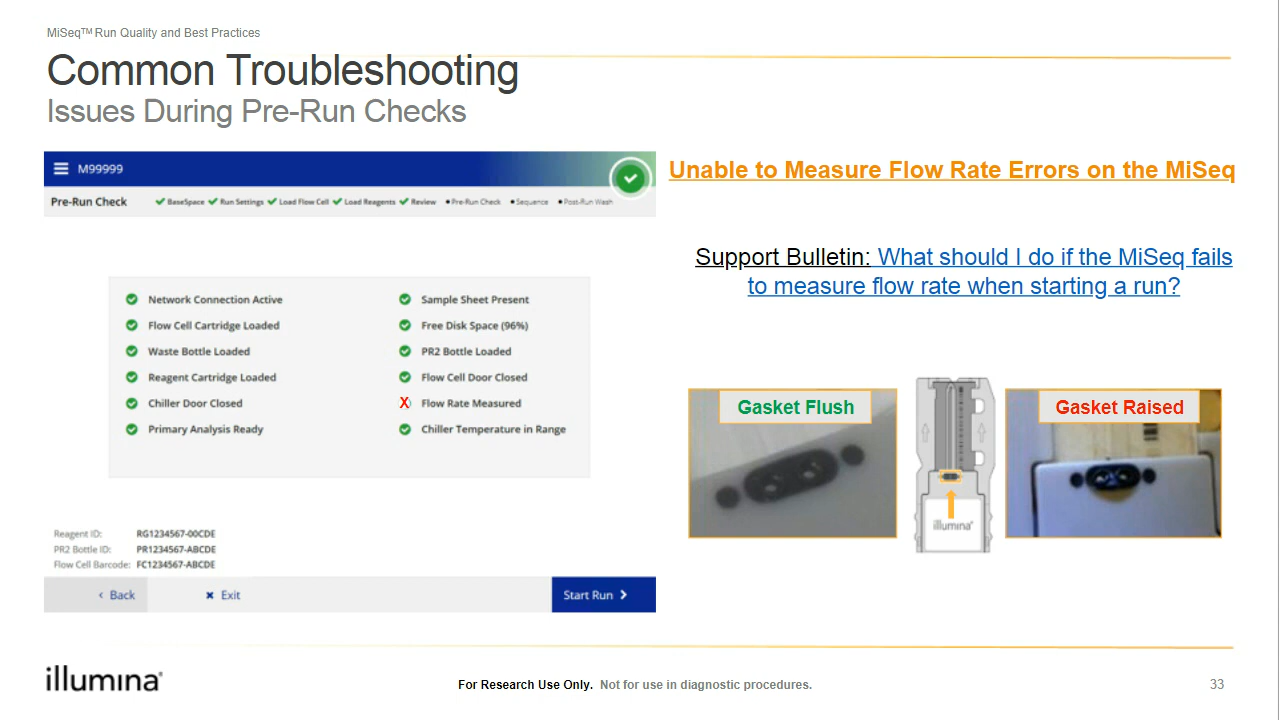 MiSeq™ Run Quality and Best Practices
Common Troubleshooting
Issues During Pre-Run Checks
M99999
Pre-Run Check
BaseSpace
Run Settings
Load Flow Cell
Load Reagents
Review
Pre-Run Check
Sequence
Post-Run Wash
Network Connection Active
Flow Cell Cartridge Loaded
Waste Bottle Loaded
Reagent Cartridge Loaded
Chiller Door Closed
Primary Analysis Ready
Sample Sheet Present
Free Disk Space (96%)
PR2 Bottle Loaded
Flow Cell Door Closed
X Flow Rate Measured
Chiller Temperature in Range
Reagent ID: RG1234567-00CDE
PR2 Bottle ID: PR1234567-ABCDE
Flow Cell Barcode: FC1234567-ABCDE
Back
Exit
Start Run
Unable to Measure Flow Rate Errors on the MiSeq
Support Bulletin: What should I do if the MiSeq fails
to measure flow rate when starting a run?
Gasket Flush
illumina®
Gasket Raised
illumina®
For Research Use Only. Not for use in diagnostic procedures.
33